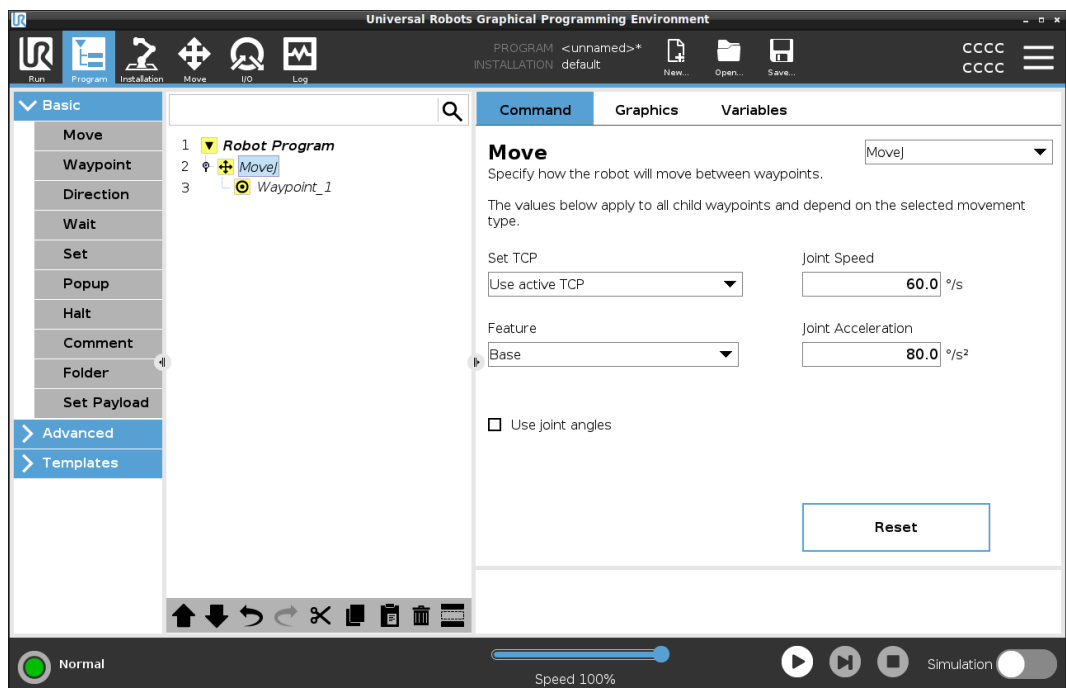 Universal Robots Graphical Programming Environment
UR
Run
Program
Installation
Move
I/O
Log
PROGRAM <unnamed>*
INSTALLATION default
New...
Open...
Save...
CCCC
CCCC
Basic
Move
Waypoint
Direction
Wait
Set
Popup
Halt
Comment
Folder
Set Payload
Advanced
Templates
1 Robot Program
2 MoveJ
3 Waypoint_1
Command Graphics Variables
Move
MoveJ
Specify how the robot will move between waypoints.
The values below apply to all child waypoints and depend on the selected movement
type.
Set TCP
Joint Speed
Use active TCP
60.0 °/s
Feature
Joint Acceleration
Base
80.0 °/s²
Use joint angles
Reset
Normal
Speed 100%
Simulation